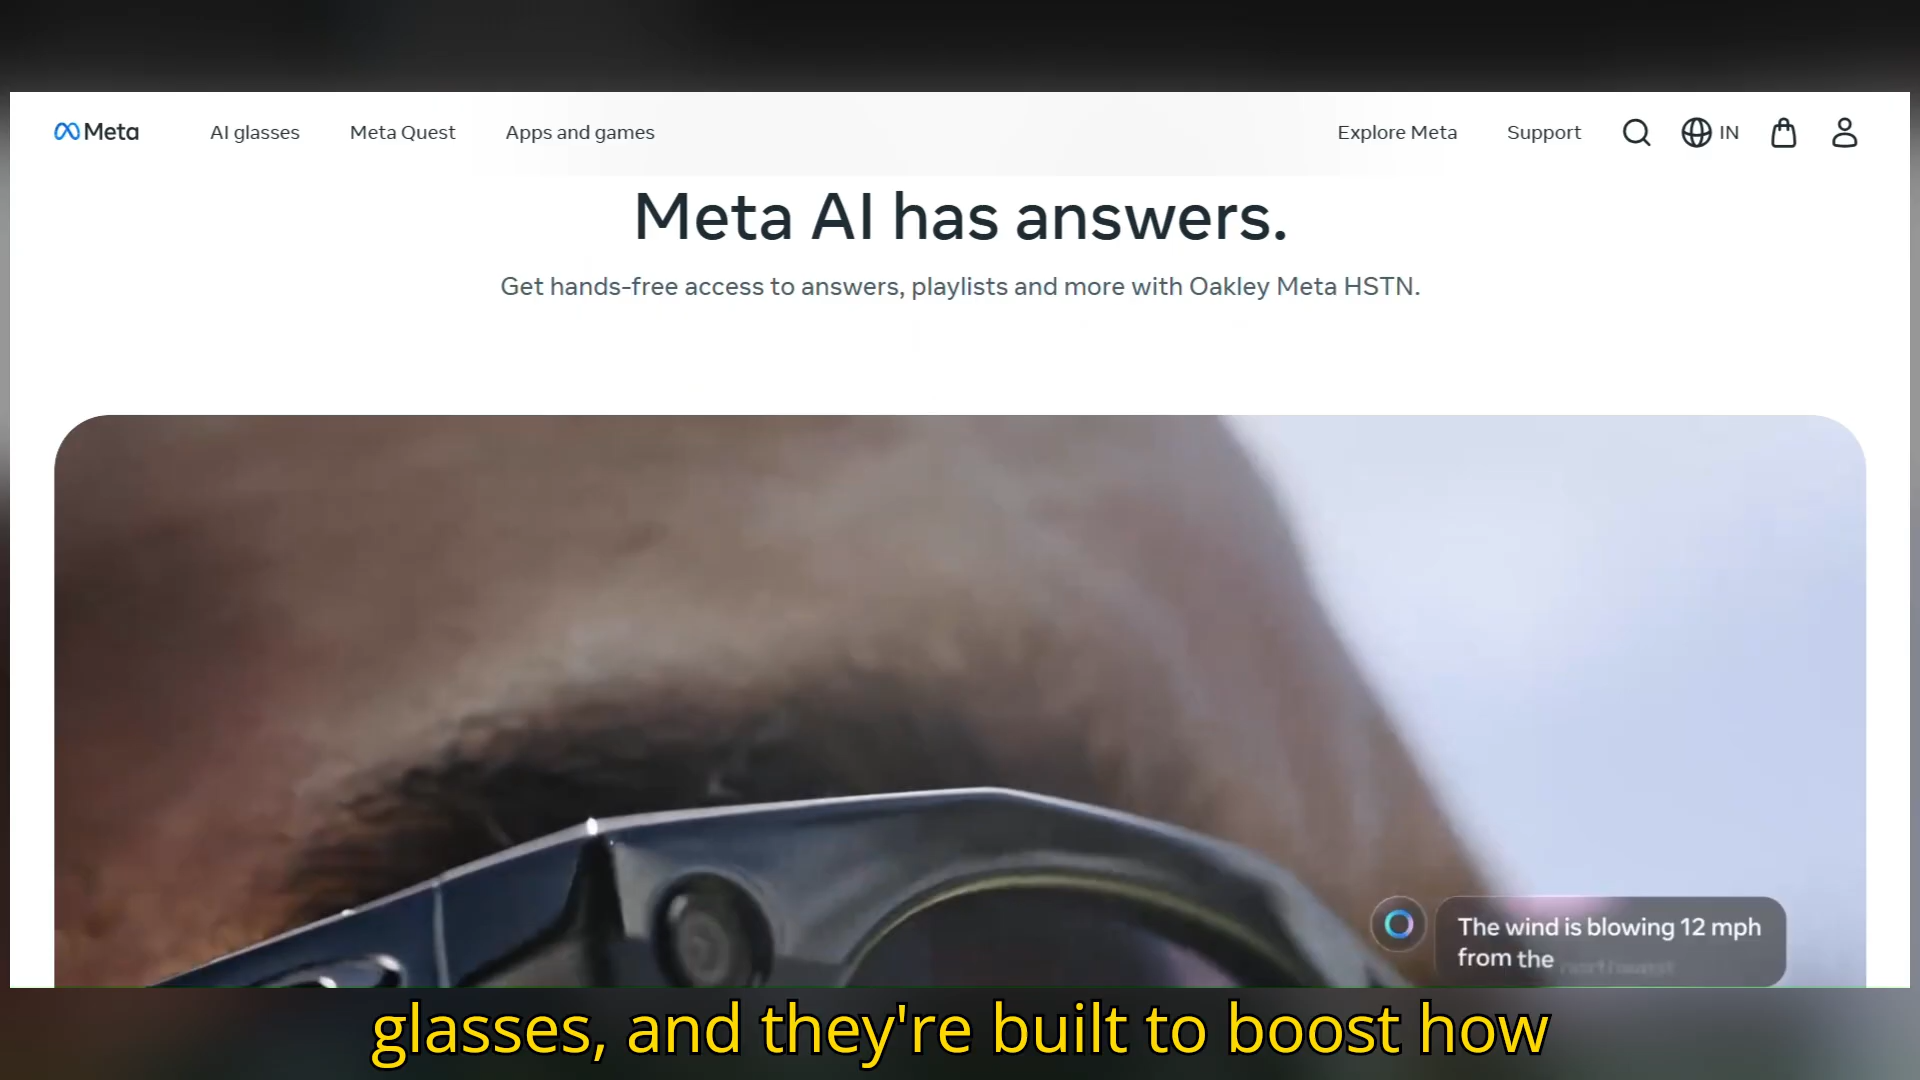 Meta
AI glasses
Meta Quest
Apps and games
Explore Meta
Support
IN
Meta AI has answers.
Get hands-free access to answers, playlists and more with Oakley Meta HSTN.
The wind is blowing 12 mph
from the
glasses, and they're built to boost how